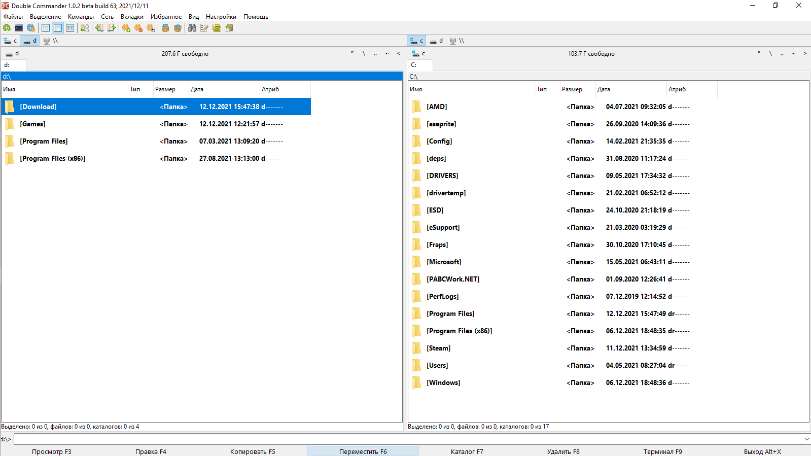 Double Commander 1.0.2 beta build 63; 2021/12/11
Файлы Выделение Команды Сеть Вкладки Избранное Вид Настройки Помощь
c d \\ c d \\
d 207.6 Г свободно * \ .. ~ < c 103.7 Г свободно * \ .. ~ >
d: C:
d:\ C:\
Имя Тип Размер Дата Атриб Имя Тип Размер Дата Атриб
[Download] <Папка> 12.12.2021 15:47:38 d------- [AMD] <Папка> 04.07.2021 09:32:05 d-------
[Games] <Папка> 12.12.2021 12:21:57 d------- [aseprite] <Папка> 26.09.2020 14:09:36 d-------
[Program Files] <Папка> 07.03.2021 13:09:20 d------- [Config] <Папка> 14.02.2021 21:35:35 d-------
[Program Files (x86)] <Папка> 27.08.2021 13:13:00 d------- [deps] <Папка> 31.08.2020 11:17:24 d-------
[DRIVERS] <Папка> 09.05.2021 17:34:32 d-------
[drivertemp] <Папка> 21.02.2021 06:52:12 d-------
[ESD] <Папка> 24.10.2020 21:18:19 d-------
[eSupport] <Папка> 21.03.2020 03:19:29 d-------
[Fraps] <Папка> 30.10.2020 17:10:45 d-------
[Microsoft] <Папка> 15.05.2021 06:43:11 d-------
[PABCWork.NET] <Папка> 01.09.2020 12:26:41 d-------
[PerfLogs] <Папка> 07.12.2019 12:14:52 d-------
[Program Files] <Папка> 12.12.2021 15:47:49 dr------
[Program Files (x86)] <Папка> 06.12.2021 18:48:35 dr------
[Steam] <Папка> 11.12.2021 13:34:59 d-------
[Users] <Папка> 04.05.2021 08:27:04 dr------
[Windows] <Папка> 06.12.2021 18:48:36 d-------
Выделено: 0 из 0, файлов: 0 из 0, каталогов: 0 из 4 Выделено: 0 из 0, файлов: 0 из 0, каталогов: 0 из 17
d:\>
Просмотр F3 Правка F4 Копировать F5 Переместить F6 Каталог F7 Удалить F8 Терминал F9 Выход Alt+X